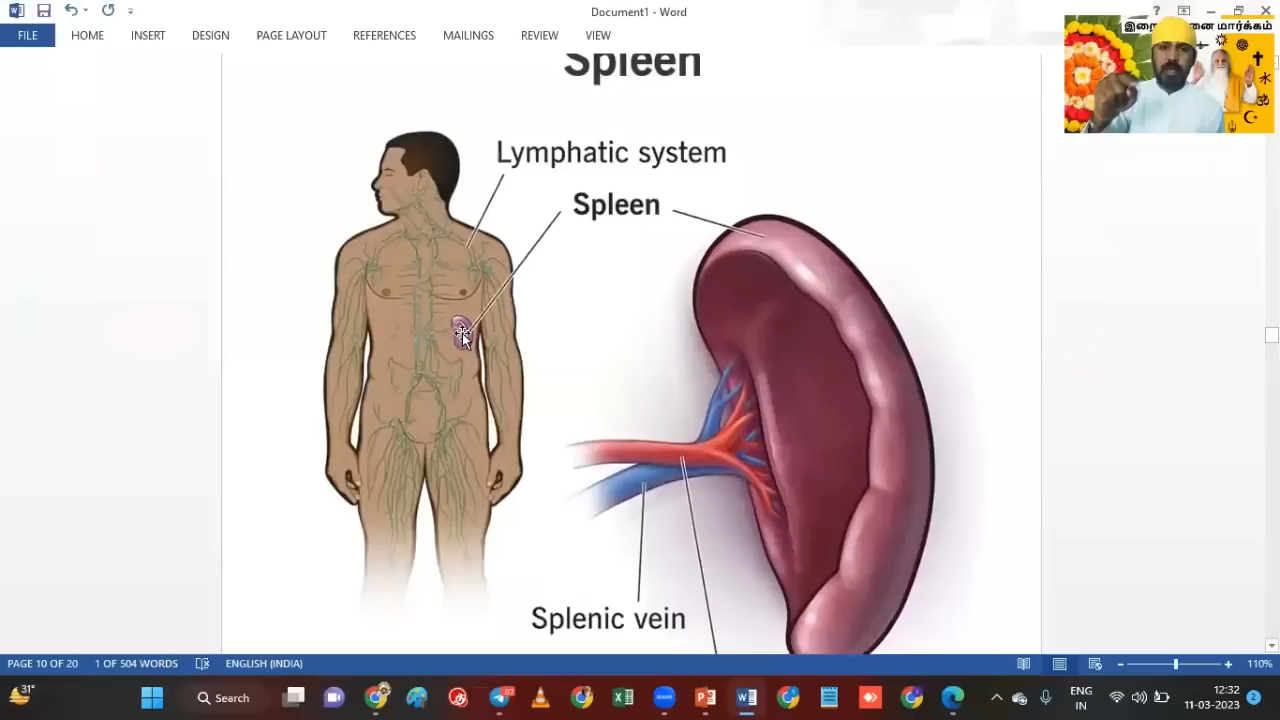 Document1 - Word
FILE HOME INSERT DESIGN PAGE LAYOUT REFERENCES MAILINGS REVIEW VIEW
மார்க்கம்
Spleen
Lymphatic system
Spleen
Splenic vein
PAGE 10 OF 20 1 OF 504 WORDS ENGLISH (INDIA) 110%
31° Search ENG 12:32
IN 11-03-2023 2